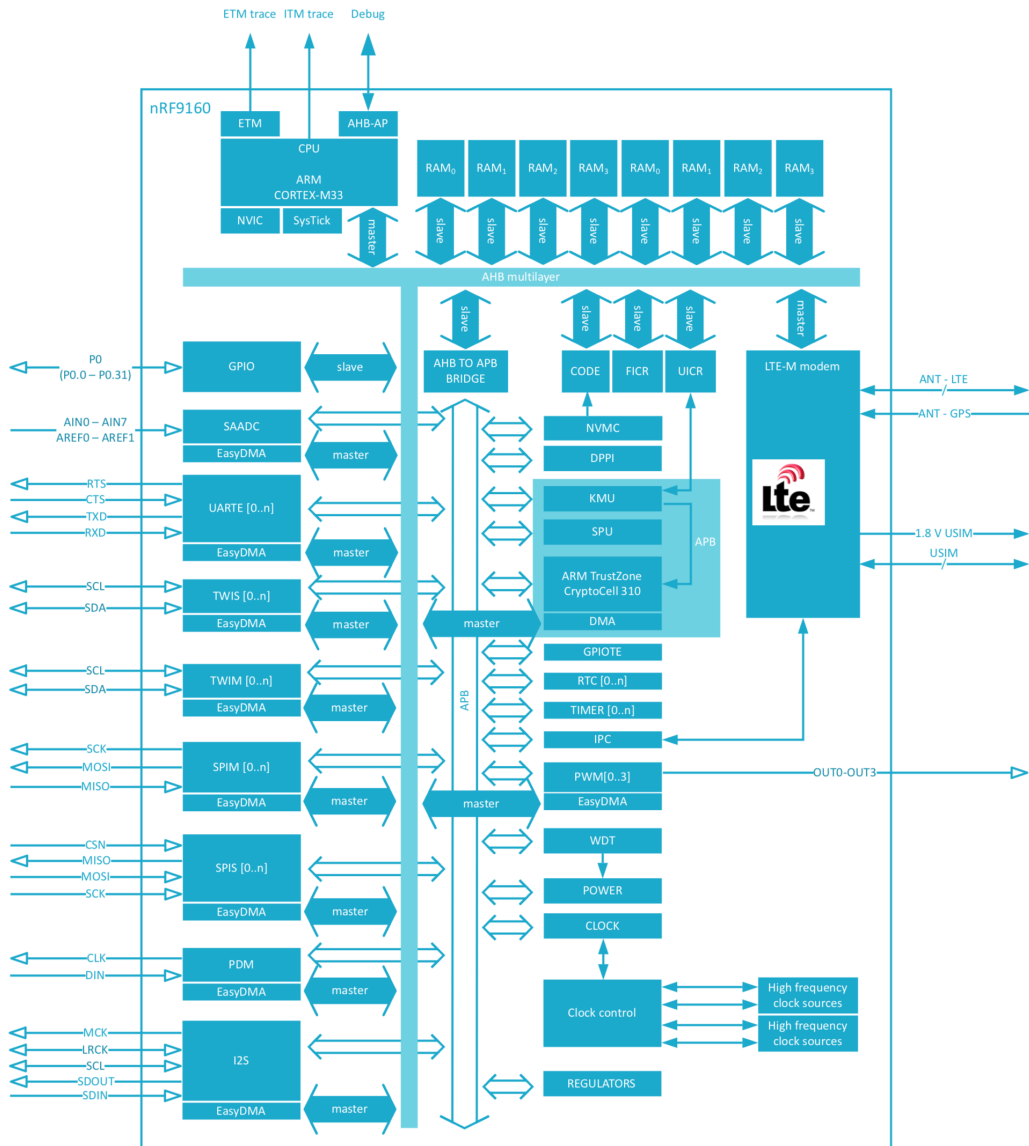 ETM trace ITM trace Debug
nRF9160
ETM
AHB-AP
CPU
ARM
CORTEX-M33
NVIC
SysTick
master
RAM0
RAM1
RAM2
RAM3
RAM0
RAM1
RAM2
RAM3
slave
slave
slave
slave
slave
slave
slave
slave
AHB multilayer
slave
slave
slave
slave
master
P0
(P0.0 – P0.31)
GPIO
slave
AHB TO APB
BRIDGE
CODE
FICR
UICR
LTE-M modem
ANT - LTE
ANT - GPS
AIN0 – AIN7
AREF0 – AREF1
SAADC
EasyDMA
master
NVMC
DPPI
RTS
CTS
TXD
RXD
UARTE [0..n]
EasyDMA
master
KMU
SPU
APB
Lte
TM
1.8 V USIM
USIM
SCL
SDA
TWIS [0..n]
EasyDMA
master
ARM TrustZone
CryptoCell 310
DMA
master
SCL
SDA
TWIM [0..n]
EasyDMA
master
APB
GPIOTE
RTC [0..n]
TIMER [0..n]
IPC
SCK
MOSI
MISO
SPIM [0..n]
EasyDMA
master
master
PWM[0..3]
EasyDMA
OUT0-OUT3
CSN
MISO
MOSI
SCK
SPIS [0..n]
EasyDMA
master
WDT
POWER
CLOCK
CLK
DIN
PDM
EasyDMA
master
Clock control
High frequency
clock sources
High frequency
clock sources
MCK
LRCK
SCL
SDOUT
SDIN
I2S
EasyDMA
master
REGULATORS